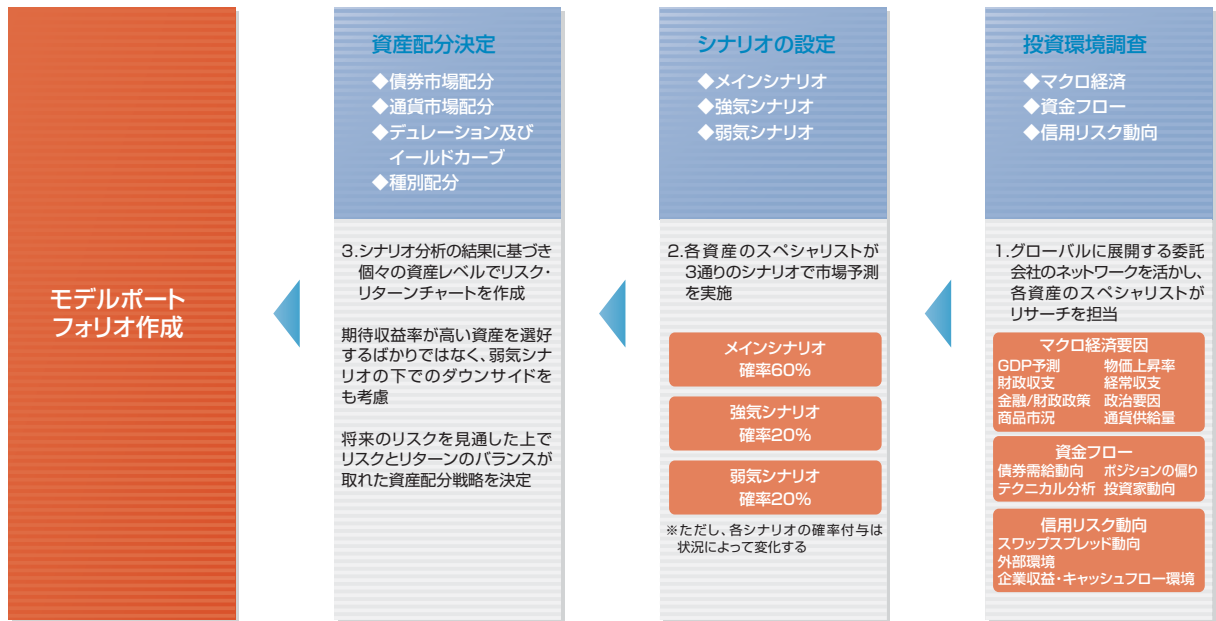 モデルポート
フォリオ作成
資産配分決定
◆債券市場配分
◆通貨市場配分
◆デュレーション及び
イールドカーブ
◆種別配分
3.シナリオ分析の結果に基づき
個々の資産レベルでリスク・
リターンチャートを作成
期待収益率が高い資産を選好
するばかりではなく、弱気シナ
リオの下でのダウンサイドを
も考慮
将来のリスクを見通した上で
リスクとリターンのバランスが
取れた資産配分戦略を決定
シナリオの設定
◆メインシナリオ
◆強気シナリオ
◆弱気シナリオ
2.各資産のスペシャリストが
3通りのシナリオで市場予測
を実施
メインシナリオ
確率60%
強気シナリオ
確率20%
弱気シナリオ
確率20%
※ただし、各シナリオの確率付与は
状況によって変化する
投資環境調査
◆マクロ経済
◆資金フロー
◆信用リスク動向
1.グローバルに展開する委託
会社のネットワークを活かし、
各資産のスペシャリストが
リサーチを担当
マクロ経済要因
GDP予測 物価上昇率
財政収支 経常収支
金融/財政政策 政治要因
商品市況 通貨供給量
資金フロー
債券需給動向 ポジションの偏り
テクニカル分析 投資家動向
信用リスク動向
スワップスプレッド動向
外部環境
企業収益・キャッシュフロー環境